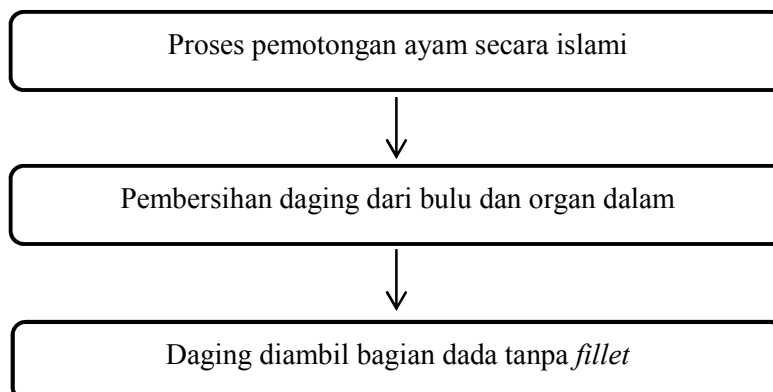 Proses pemotongan ayam secara islami
Pembersihan daging dari bulu dan organ dalam
Daging diambil bagian dada tanpa fillet